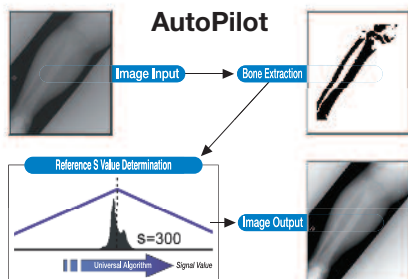 AutoPilot
Image Input
Bone Extraction
Reference S Value Determination
S=300
Universal Algorithm
Signal Value
Image Output